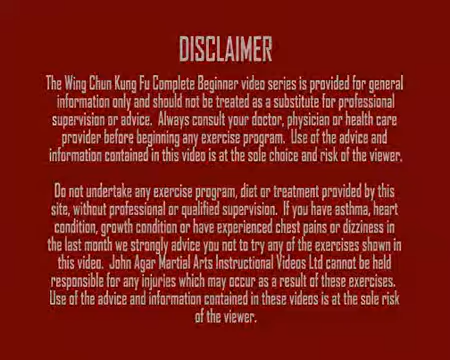 DISCLAIMER
The Wing Chun Kung Fu Complete Beginner video series is provided for general
information only and should not be treated as a substitute for professional
supervision or advice. Always consult your doctor, physician or health care
provider before beginning any exercise program. Use of the advice and
information contained in this video is at the sole choice and risk of the viewer.
Do not undertake any exercise program, diet or treatment provided by this
site, without professional or qualified supervision. If you have asthma, heart
condition, growth condition or have experienced chest pains or dizziness in
the last month we strongly advice you not to try any of the exercises shown in
this video. John Agar Martial Arts Instructional Videos Ltd cannot be held
responsible for any injuries which may occur as a result of these exercises.
Use of the advice and information contained in these videos is at the sole risk
of the viewer.